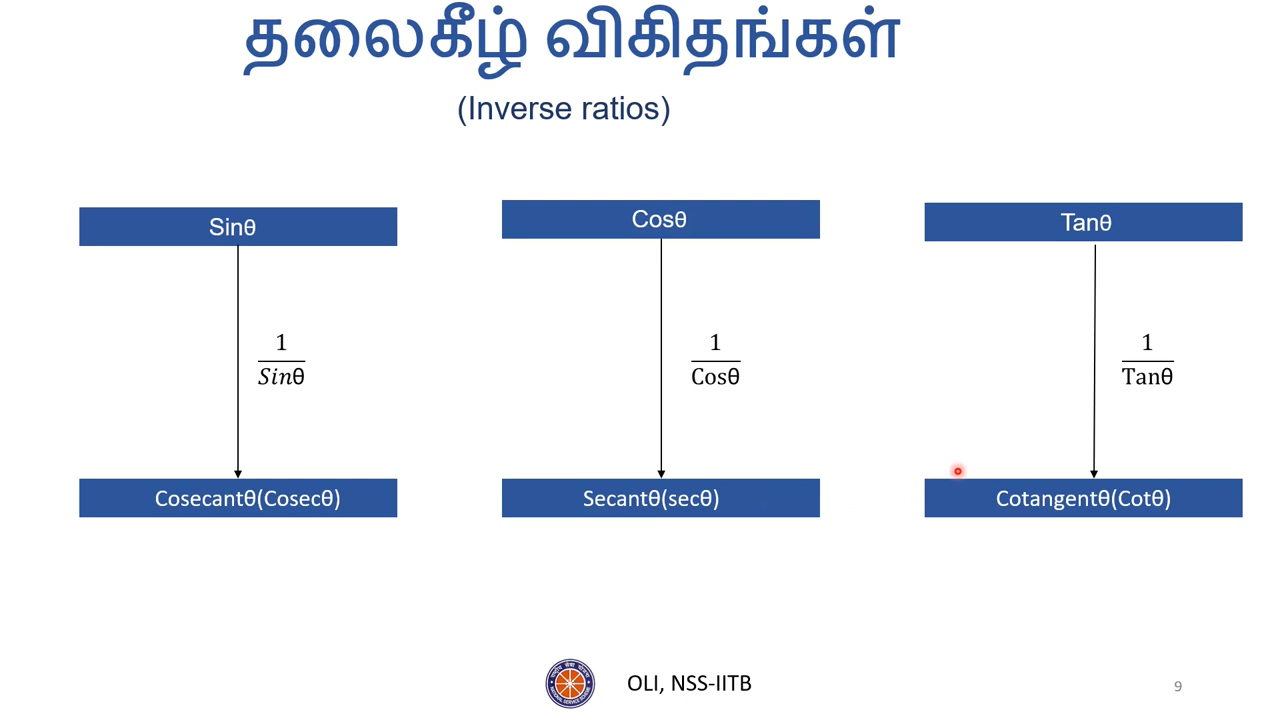 தலைகீழ் விகிதங்கள்
(Inverse ratios)
Sinθ
Cosθ
Tanθ
1
Sinθ
1
Cosθ
1
Tanθ
Cosecantθ(Cosecθ)
Secantθ(secθ)
Cotangentθ(Cotθ)
OLI, NSS-IITB
9